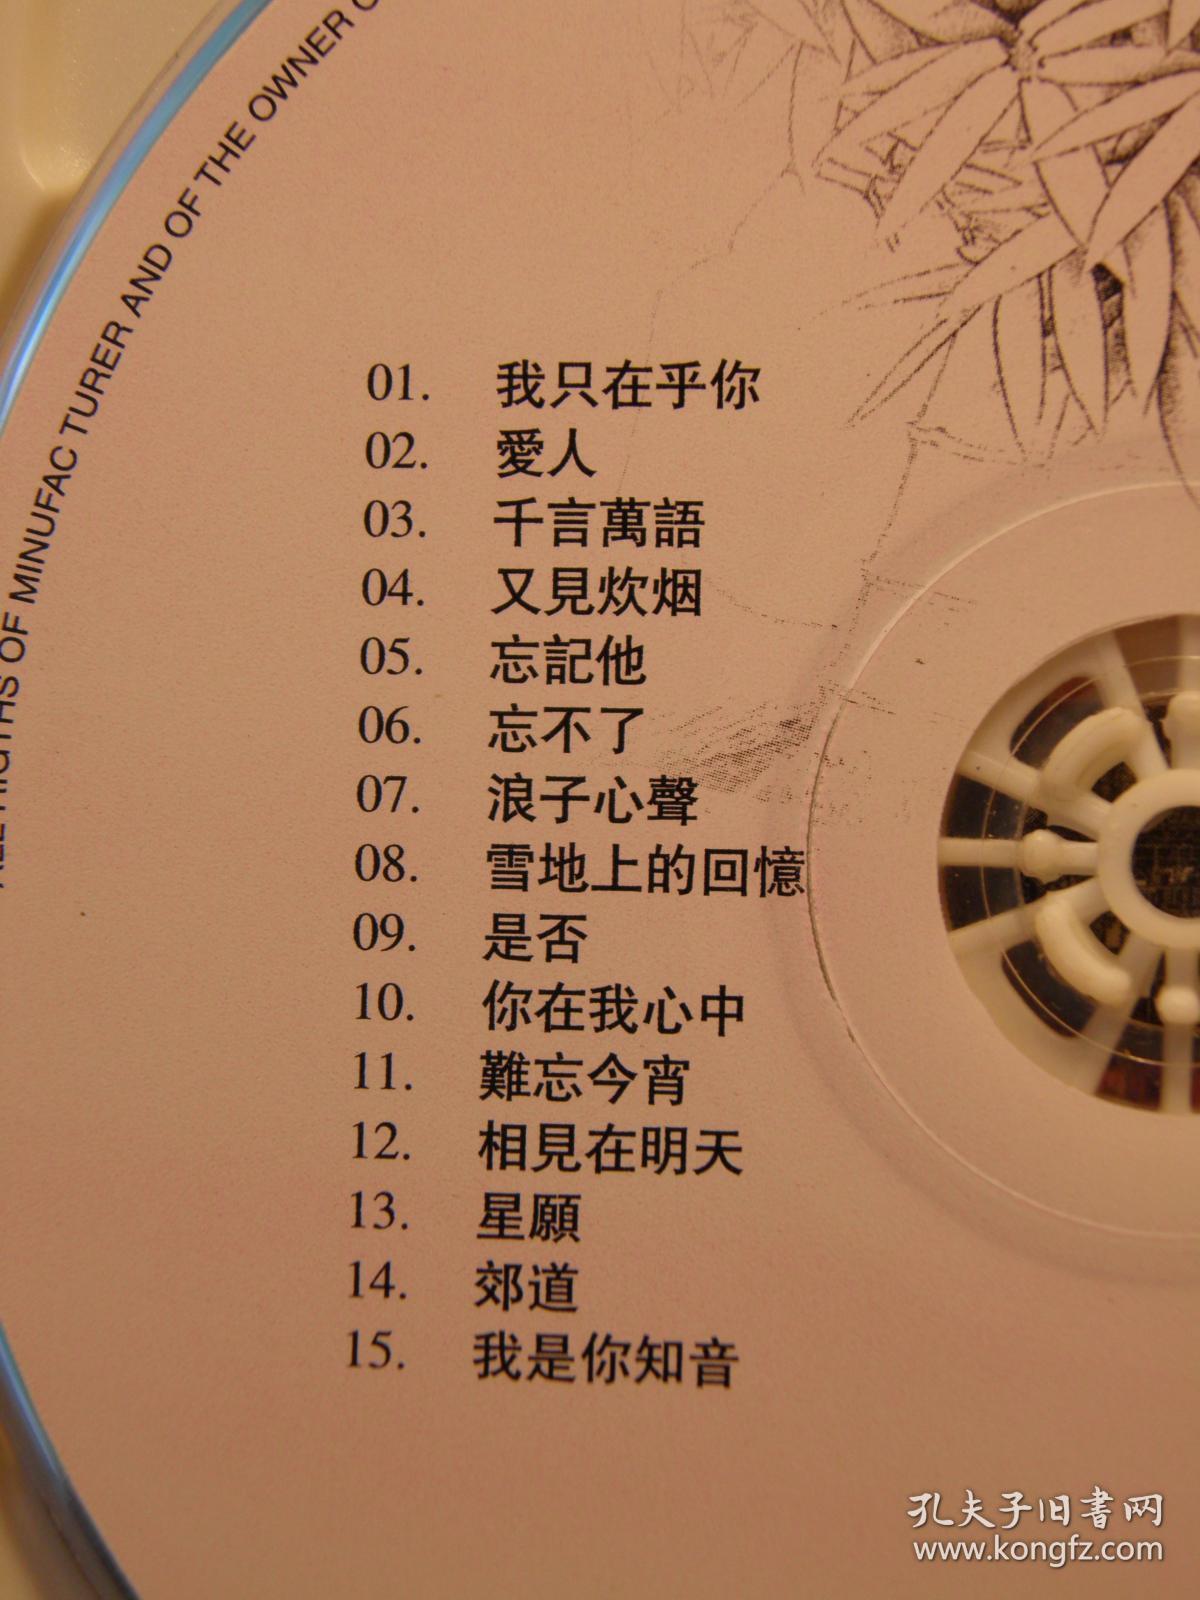 ALL HIGTHS OF MINUFAC TURER AND OF THE OWNER
01. 我只在乎你
02. 愛人
03. 千言萬語
04. 又見炊烟
05. 忘記他
06. 忘不了
07. 浪子心聲
08. 雪地上的回憶
09. 是否
10. 你在我心中
11. 難忘今宵
12. 相見在明天
13. 星願
14. 郊道
15. 我是你知音
孔夫子旧書网
www.kongfz.com